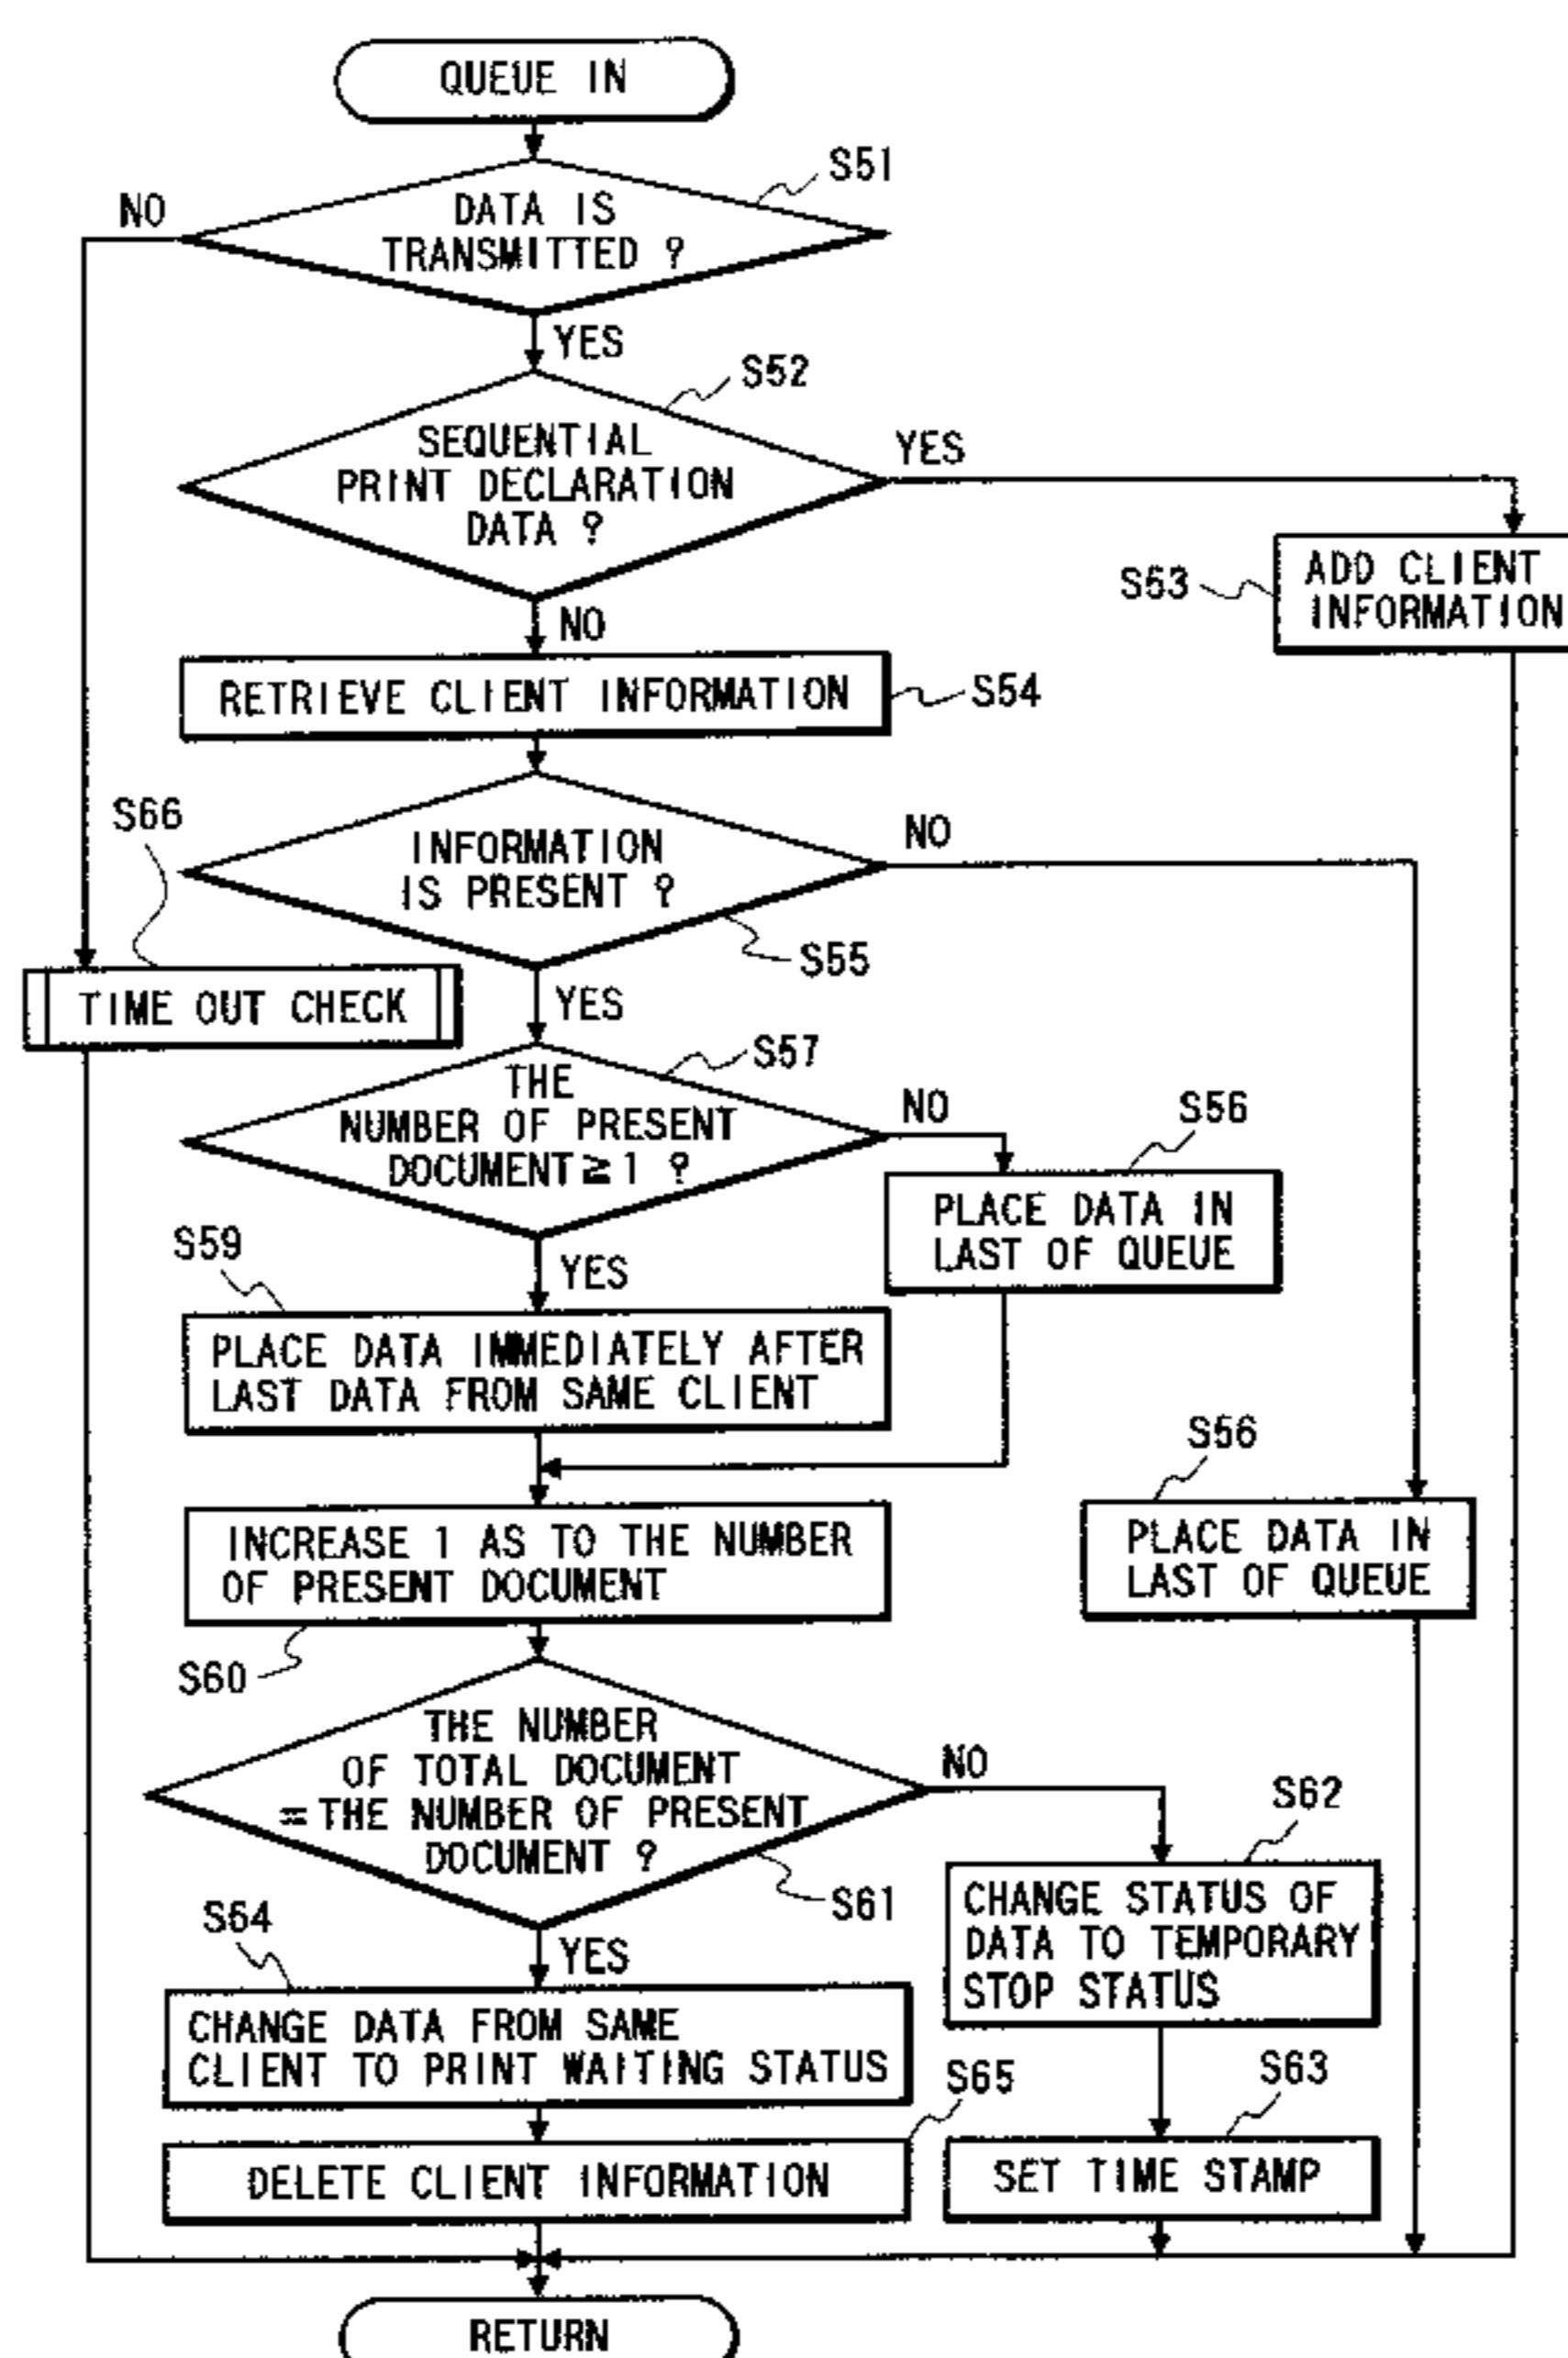 QUEUE IN
S51
NO
DATA IS
TRANSMITTED ?
YES
S52
SEQUENTIAL
PRINT DECLARATION
DATA ?
YES
S53
ADD CLIENT
INFORMATION
NO
RETRIEVE CLIENT INFORMATION
S54
S66
INFORMATION
IS PRESENT ?
NO
S55
TIME OUT CHECK
YES
S57
THE
NUMBER OF PRESENT
DOCUMENT ≧ 1 ?
NO
S56
PLACE DATA IN
LAST OF QUEUE
S59
YES
PLACE DATA IMMEDIATELY AFTER
LAST DATA FROM SAME CLIENT
S56
PLACE DATA IN
LAST OF QUEUE
INCREASE 1 AS TO THE NUMBER
OF PRESENT DOCUMENT
S60
THE NUMBER
OF TOTAL DOCUMENT
= THE NUMBER OF PRESENT
DOCUMENT ?
NO
S62
S61
CHANGE STATUS OF
DATA TO TEMPORARY
STOP STATUS
S64
YES
CHANGE DATA FROM SAME
CLIENT TO PRINT WAITING STATUS
S65
S63
DELETE CLIENT INFORMATION
SET TIME STAMP
RETURN